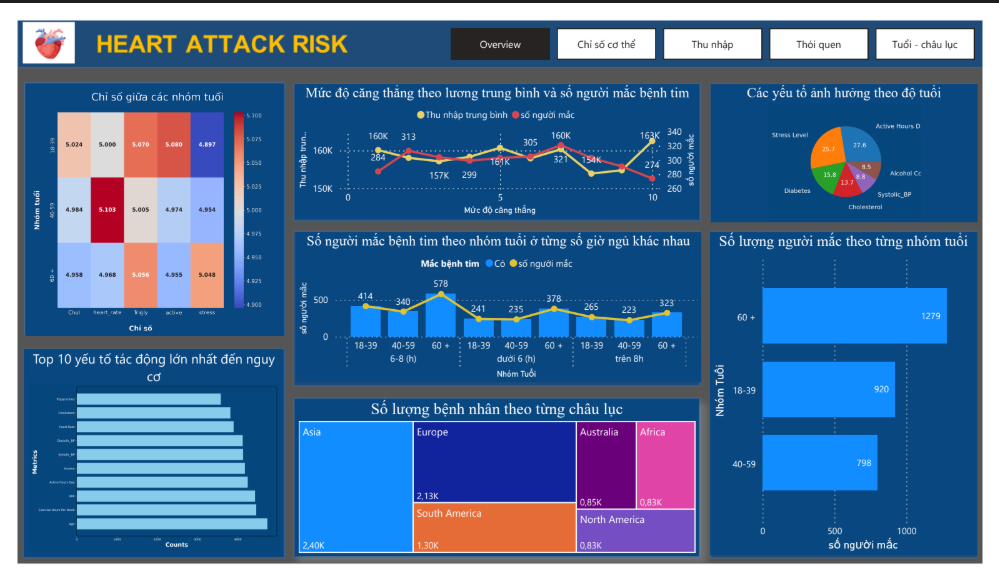 HEART ATTACK RISK
Overview
Chỉ số cơ thể
Thu nhập
Thói quen
Tuổi - châu lục
Chỉ số giữa các nhóm tuổi
Nhóm tuổi
18-39
5.024 5.000 5.070 5.080 4.897
40-59
4.984 5.103 5.005 4.974 4.954
60 +
4.958 4.968 5.056 4.955 5.048
Chol heart_rate Trigly active stress
Chỉ số
5.100
5.075
5.050
5.025
5.000
4.975
4.950
4.925
4.900
Mức độ căng thẳng theo lương trung bình và số người mắc bệnh tim
Thu nhập trung bình số người mắc
Thu nhập trun...
160K
150K
160K 313 305 160K 163K
284 157K 299 161K 321 154K 274
340
320
300
280
260
số người mắc
0 5 10
Mức độ căng thẳng
Các yếu tố ảnh hưởng theo độ tuổi
Stress Level
Active Hours D
25.7
27.6
15.8
13.7
8.8
8.5
Alcohol Cc
Diabetes
Systolic_BP
Cholesterol
Số người mắc bệnh tim theo nhóm tuổi ở từng số giờ ngủ khác nhau
Mắc bệnh tim Có số người mắc
số người mắc
500
0
414 340 578 241 235 378 265 223 323
18-39 40-59 60 + 18-39 40-59 60 + 18-39 40-59 60 +
6-8 (h) dưới 6 (h) trên 8h
Nhóm Tuổi
Số lượng người mắc theo từng nhóm tuổi
Nhóm Tuổi
60 + 1279
18-39 920
40-59 798
0 500 1000
số người mắc
Top 10 yếu tố tác động lớn nhất đến nguy
cơ
Metrics
Heart Rate
Diastolic_BP
Systolic_BP
Income
BMI
Age
Counts
Số lượng bệnh nhân theo từng châu lục
Asia
2,40K
Europe
2,13K
South America
1,30K
Australia
0,85K
Africa
0,83K
North America
0,83K